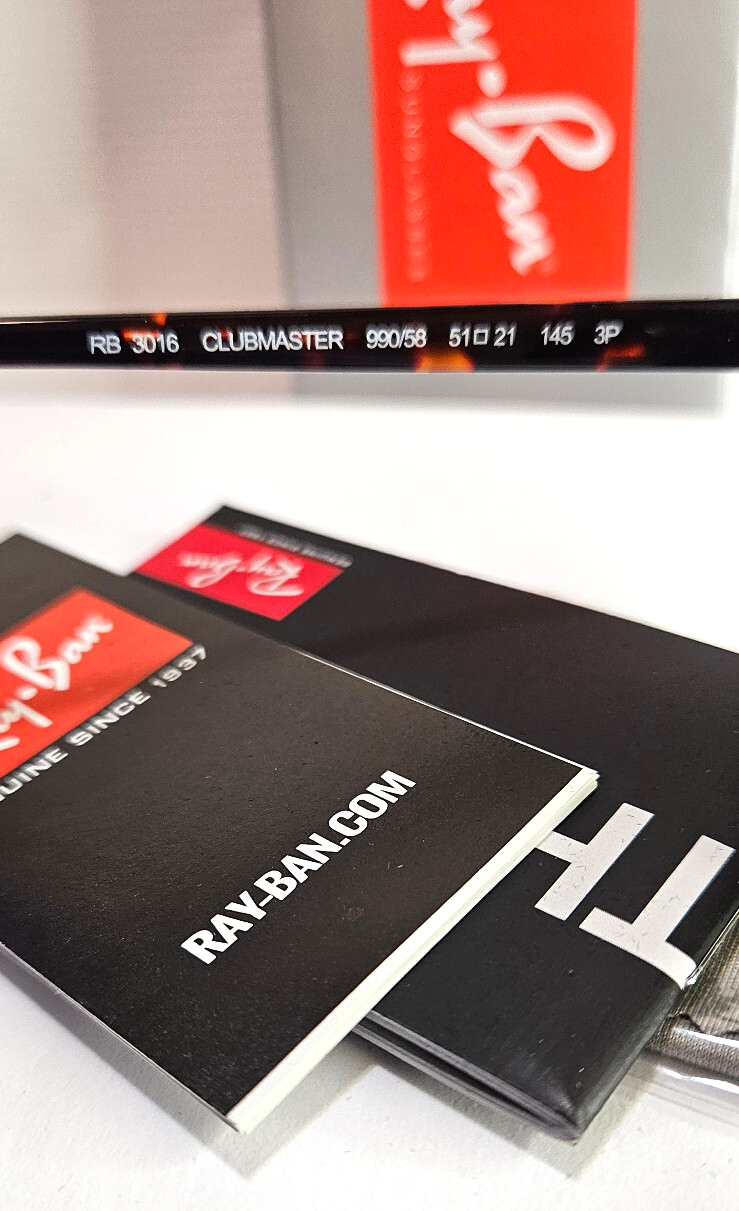 Ray-Ban
RB 3016 CLUBMASTER 990/58 51□21 145 3P
Ray-Ban
Ray-Ban
GENUINE SINCE 1937
RAY-BAN.COM